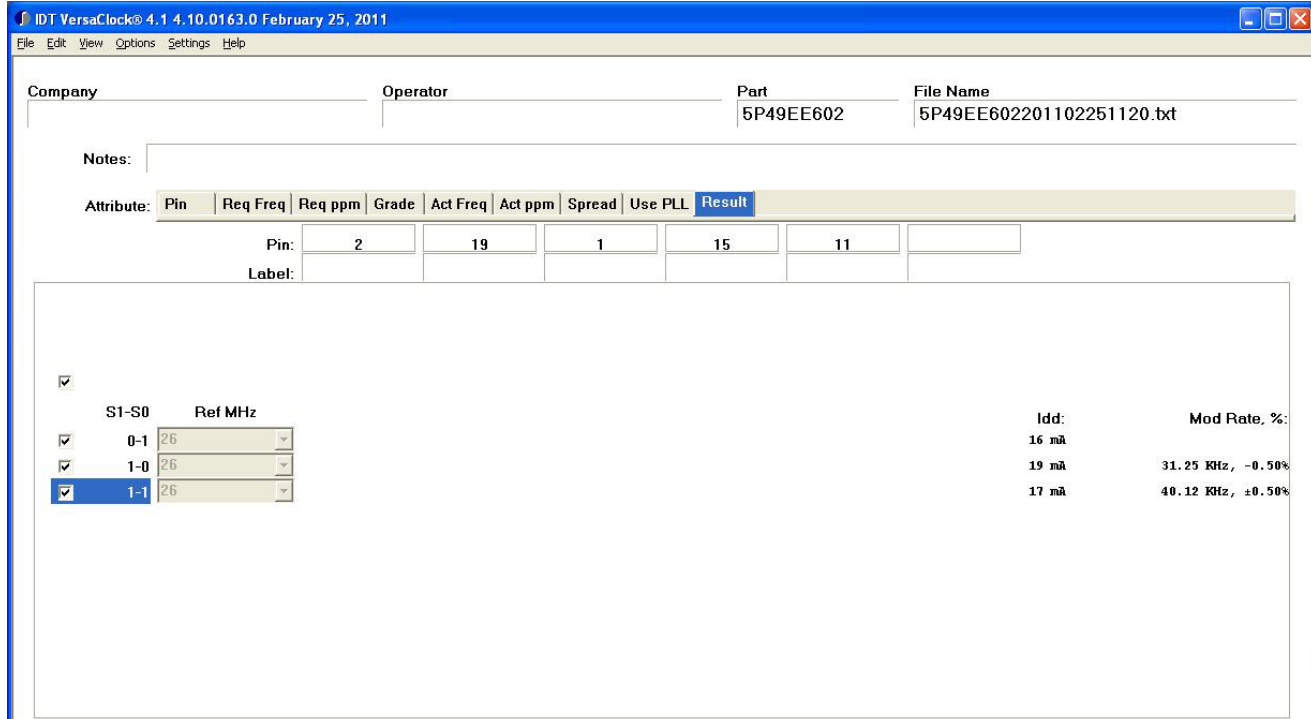 IDT VersaClock® 4.1 4.10.0163.0 February 25, 2011
File Edit View Options Settings Help
Company Operator Part File Name
5P49EE602 5P49EE602201102251120.txt
Notes:
Attribute: Pin Req Freq Req ppm Grade Act Freq Act ppm Spread Use PLL Result
Pin: 2 19 1 15 11
Label:
S1-S0 Ref MHz Idd: Mod Rate, %:
0-1 26 16 mA
1-0 26 19 mA 31.25 KHz, -0.50%
1-1 26 17 mA 40.12 KHz, ±0.50%